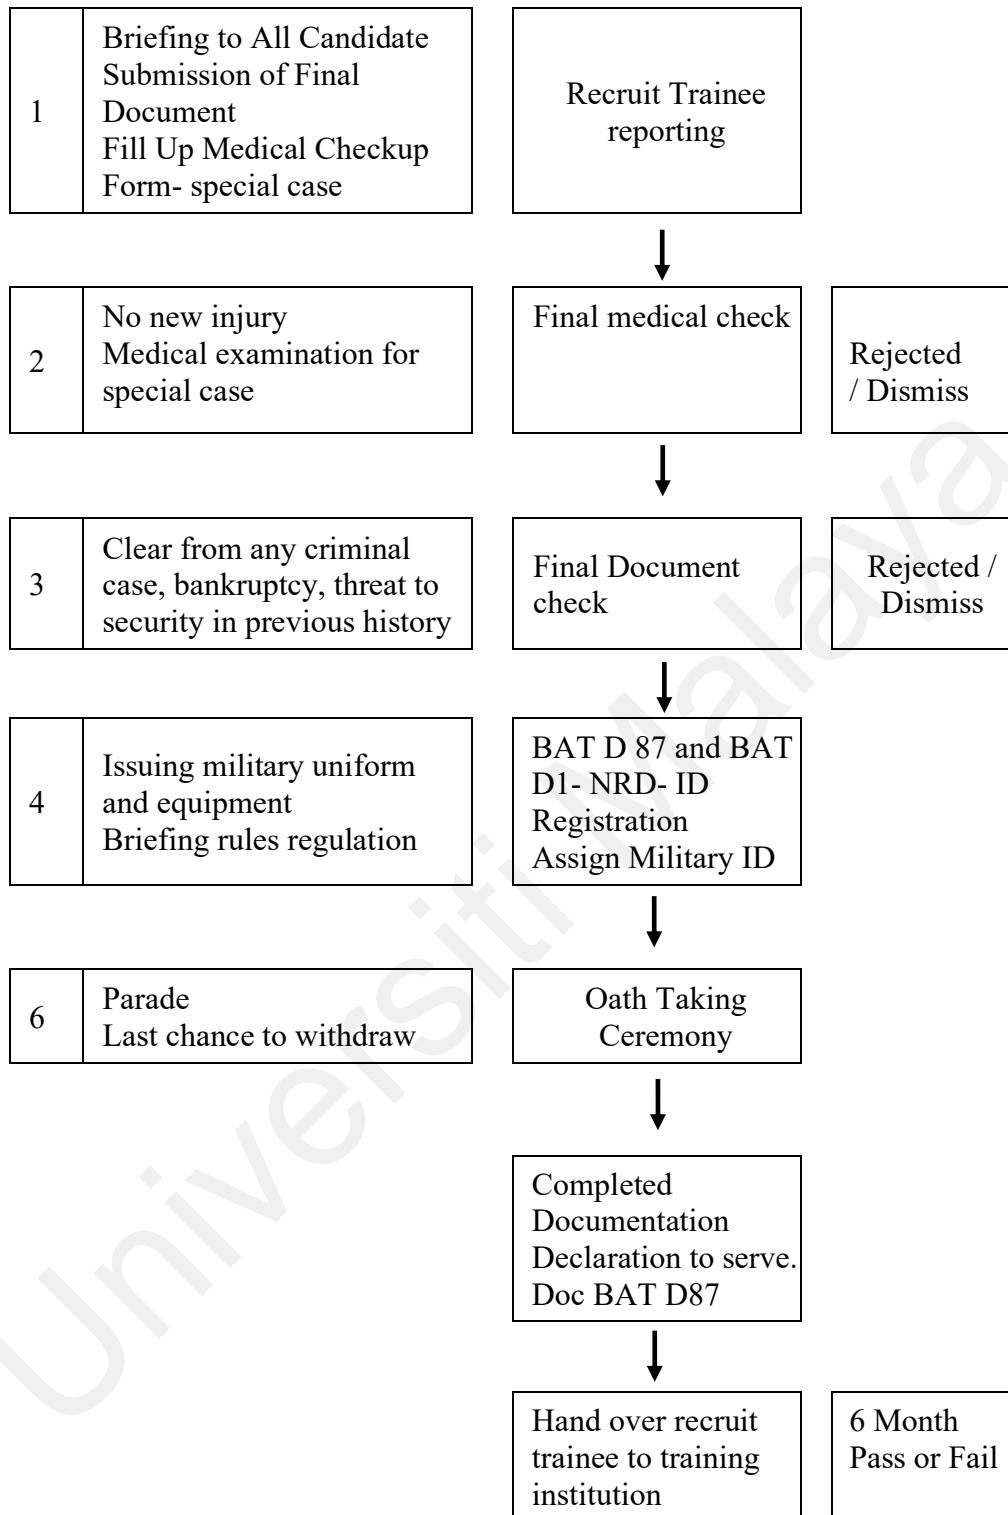 1
Briefing to All Candidate
Submission of Final
Document
Fill Up Medical Checkup
Form- special case
Recruit Trainee
reporting
2
No new injury
Medical examination for
special case
Final medical check
Rejected
/ Dismiss
3
Clear from any criminal
case, bankruptcy, threat to
security in previous history
Final Document
check
Rejected /
Dismiss
4
Issuing military uniform
and equipment
Briefing rules regulation
BAT D 87 and BAT
D1- NRD- ID
Registration
Assign Military ID
6
Parade
Last chance to withdraw
Oath Taking
Ceremony
Completed
Documentation
Declaration to serve.
Doc BAT D87
Hand over recruit
trainee to training
institution
6 Month
Pass or Fail
Universiti Malaya